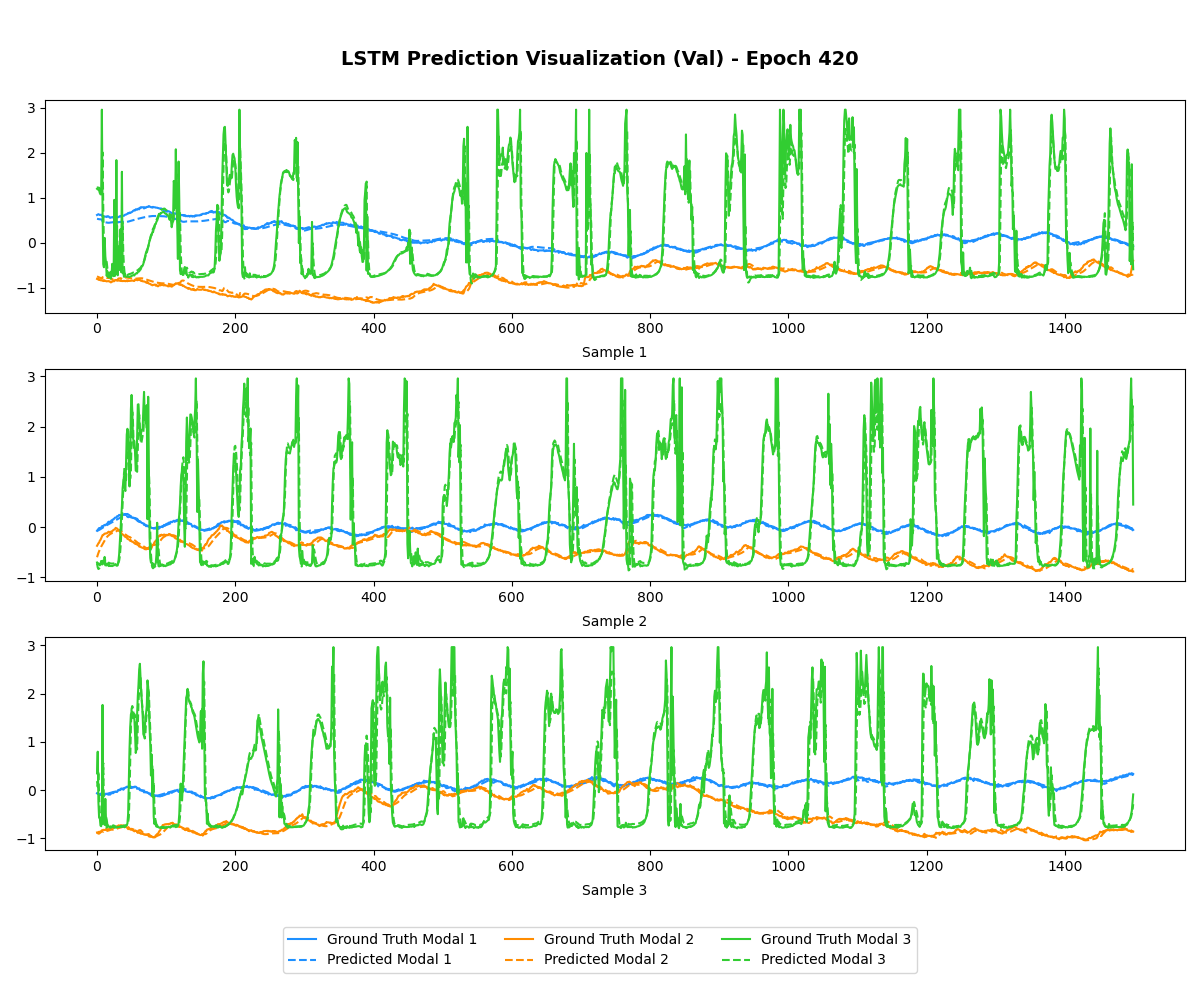 LSTM Prediction Visualization (Val) - Epoch 420
3
2
1
0
−1
0 200 400 600 800 1000 1200 1400
Sample 1
3
2
1
0
−1
0 200 400 600 800 1000 1200 1400
Sample 2
3
2
1
0
−1
0 200 400 600 800 1000 1200 1400
Sample 3
Ground Truth Modal 1 Ground Truth Modal 2 Ground Truth Modal 3
Predicted Modal 1 Predicted Modal 2 Predicted Modal 3